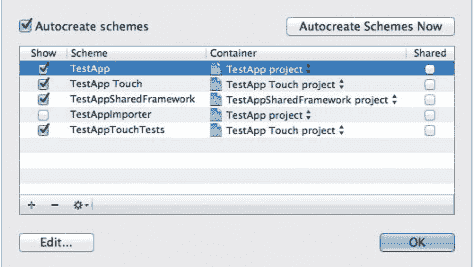 Autocreate schemes
Autocreate Schemes Now
Show Scheme Container Shared
TestApp TestApp project
TestApp Touch TestApp Touch project
TestAppSharedFramework TestAppSharedFramework project
TestAppImporter TestApp project
TestAppTouchTests TestApp Touch project
Edit...
OK